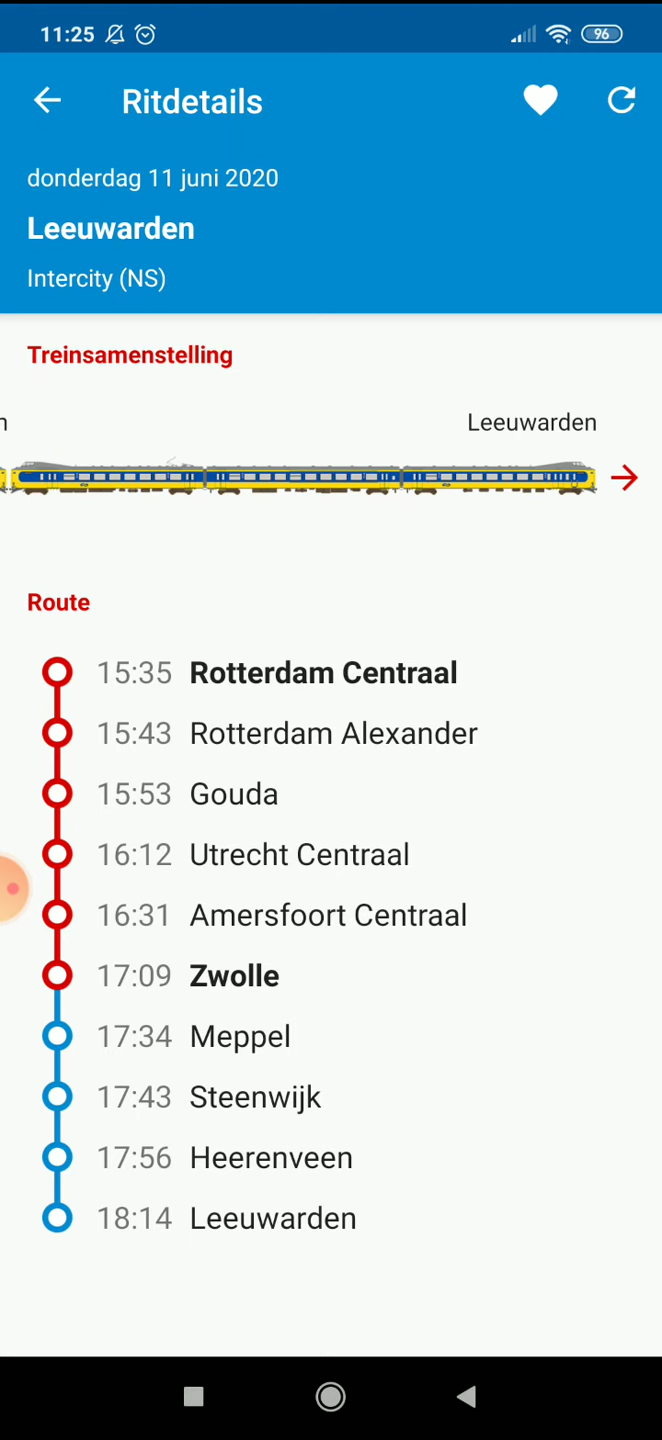 11:25
96
Ritdetails
donderdag 11 juni 2020
Leeuwarden
Intercity (NS)
Treinsamenstelling
n Leeuwarden
Route
15:35 Rotterdam Centraal
15:43 Rotterdam Alexander
15:53 Gouda
16:12 Utrecht Centraal
16:31 Amersfoort Centraal
17:09 Zwolle
17:34 Meppel
17:43 Steenwijk
17:56 Heerenveen
18:14 Leeuwarden